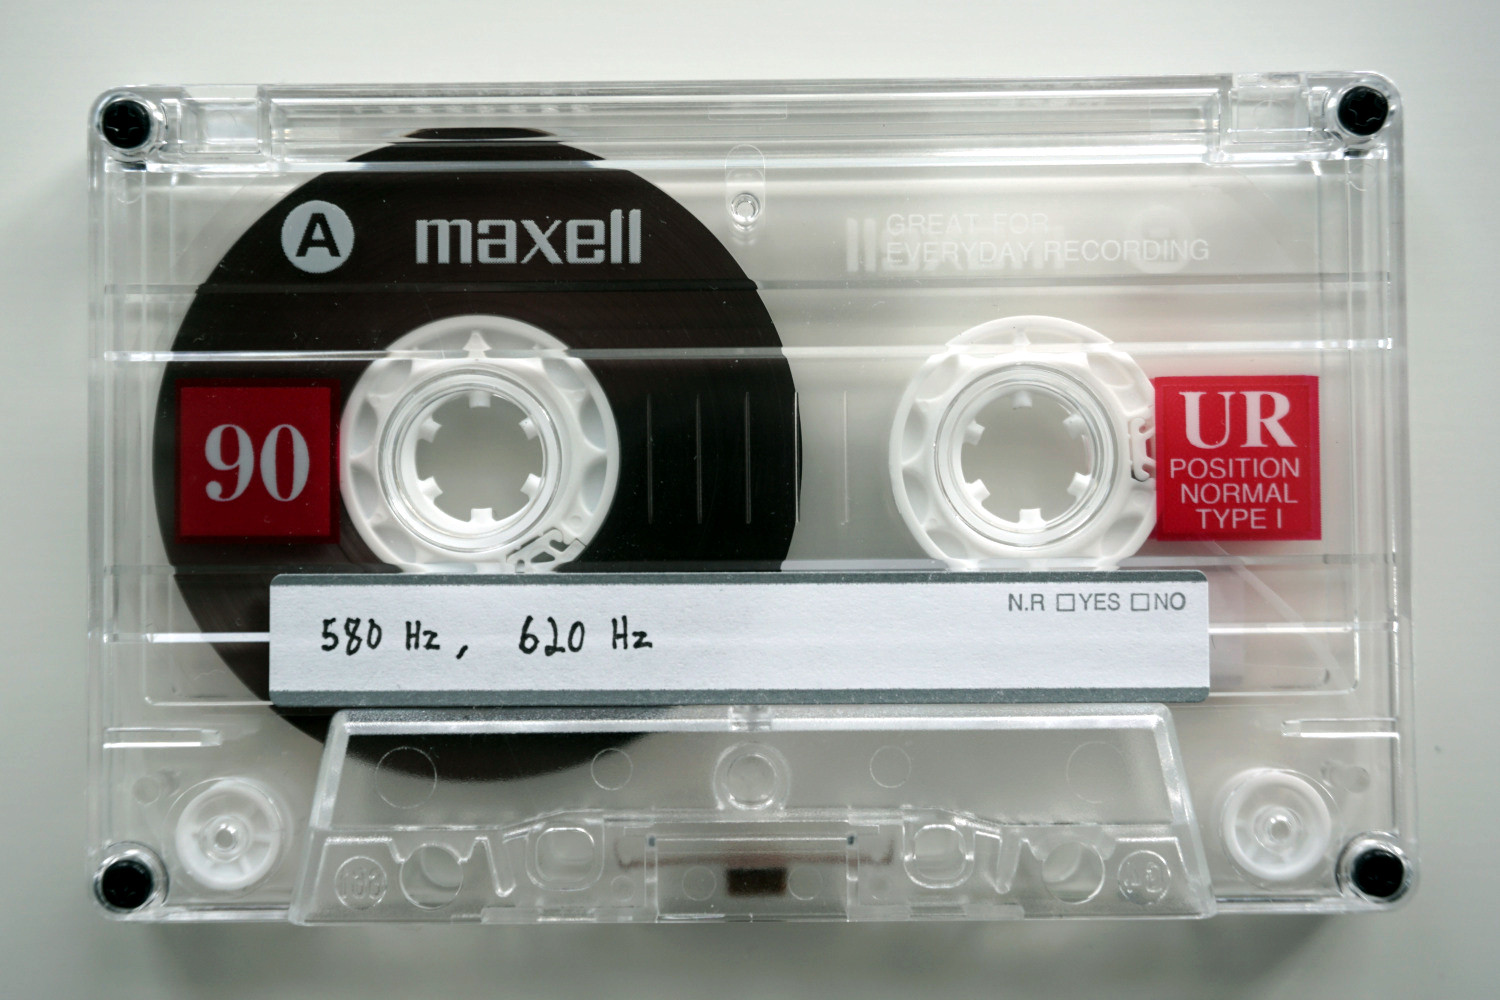 A maxell
GREAT FOR
EVERYDAY RECORDING
90
UR
POSITION
NORMAL
TYPE I
N.R □YES □NO
580 Hz, 620 Hz